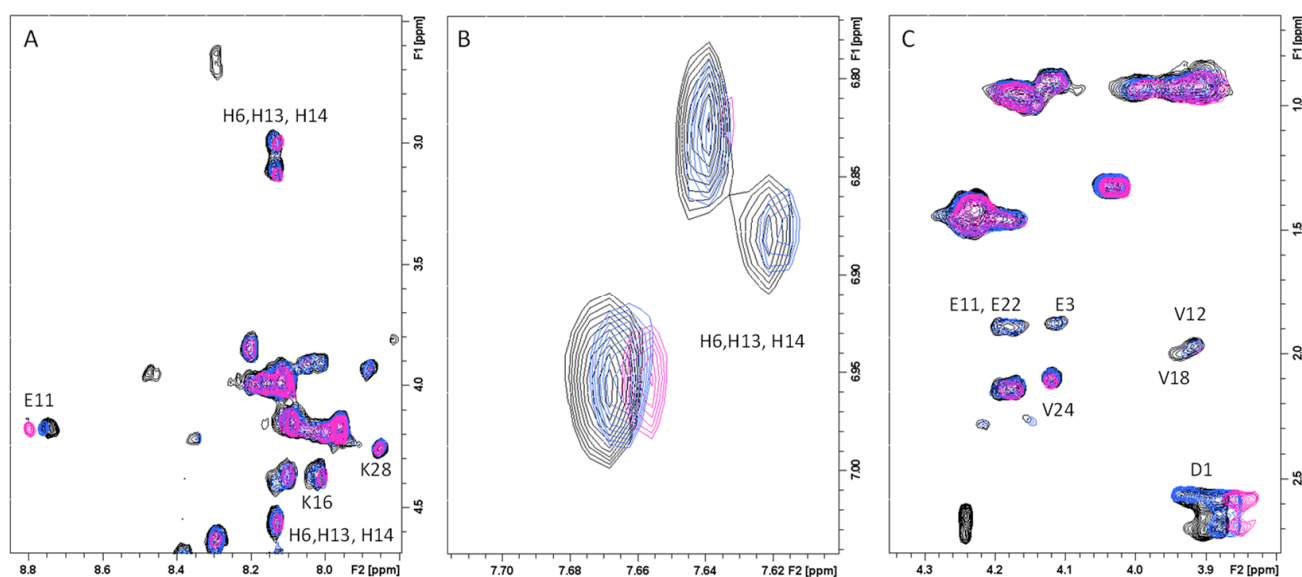 A
F1 [ppm]
H6,H13, H14
3.0
3.5
4.0
E11
K28
K16
4.5
H6,H13, H14
8.8
8.6
8.4
8.2
8.0
F2 [ppm]
B
F1 [ppm]
6.80
6.85
6.90
H6,H13, H14
6.95
7.00
7.70
7.68
7.66
7.64
7.62
F2 [ppm]
C
F1 [ppm]
1.0
1.5
E11, E22
E3
V12
2.0
V18
V24
D1
2.5
4.3
4.2
4.1
4.0
3.9
F2 [ppm]